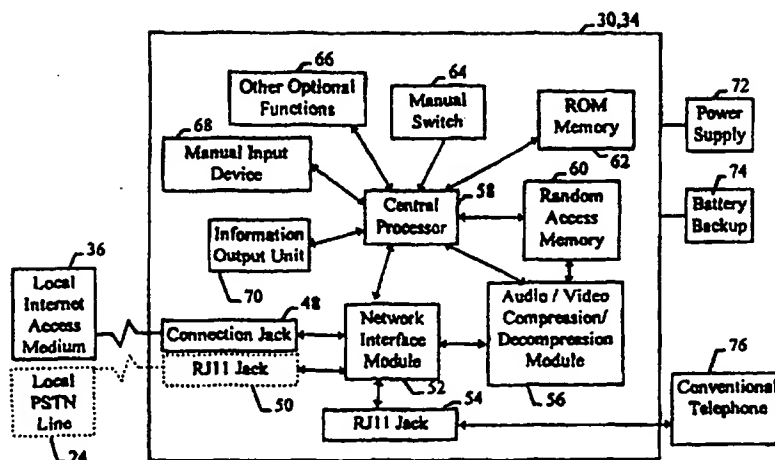 30,34
66
Other Optional
Functions
64
Manual
Switch
ROM
Memory
62
72
Power
Supply
68
Manual Input
Device
58
Central
Processor
60
Random
Access
Memory
74
Battery
Backup
Information
Output Unit
70
36
Local
Internet
Access
Medium
48
Connection Jack
RJ11 Jack
50
Network
Interface
Module
52
Audio / Video
Compression/
Decompression
Module
56
76
Conventional
Telephone
Local
PSTN
Line
24
54
RJ11 Jack